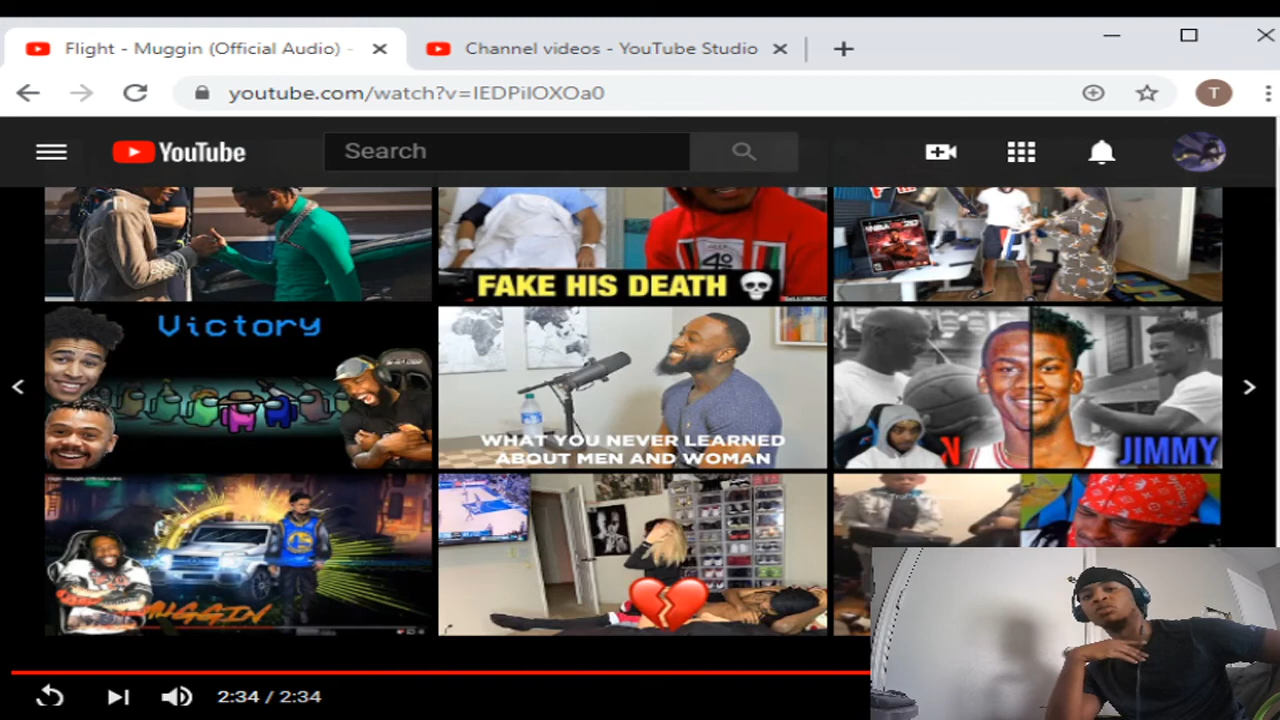 Flight - Muggin (Official Audio) -
Channel videos - YouTube Studio
youtube.com/watch?v=IEDPiIOXOa0
T
YouTube
Search
FAKE HIS DEATH
Victory
WHAT YOU NEVER LEARNED
ABOUT MEN AND WOMAN
N
JIMMY
MUGGIN
2:34 / 2:34